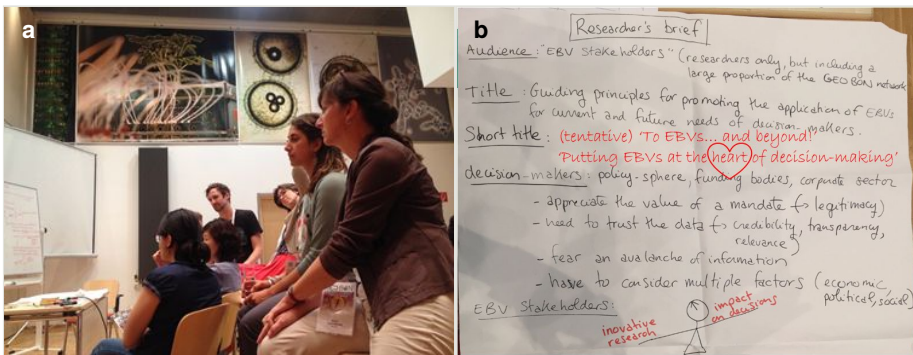 a
b
Researcher's brief
Audience: "EBV Stakeholders" (researchers only, but including a
large proportion of the GEO BON network
Title: Guiding principles for promoting the application of EBVs
for current and future needs of decision-makers.
Short title: (tentative) 'To EBVs... and beyond!
'Putting EBVs at the heart of decision-making'
decision-makers: policy-sphere, funding bodies, corporate sector
- appreciate the value of a mandate (→ legitimacy)
- need to trust the data (→ credibility, transparency,
relevance)
- fear an avalanche of information
- have to consider multiple factors (economic,
political, social)
EBV Stakeholders:
inovative
research
impact
on decisions